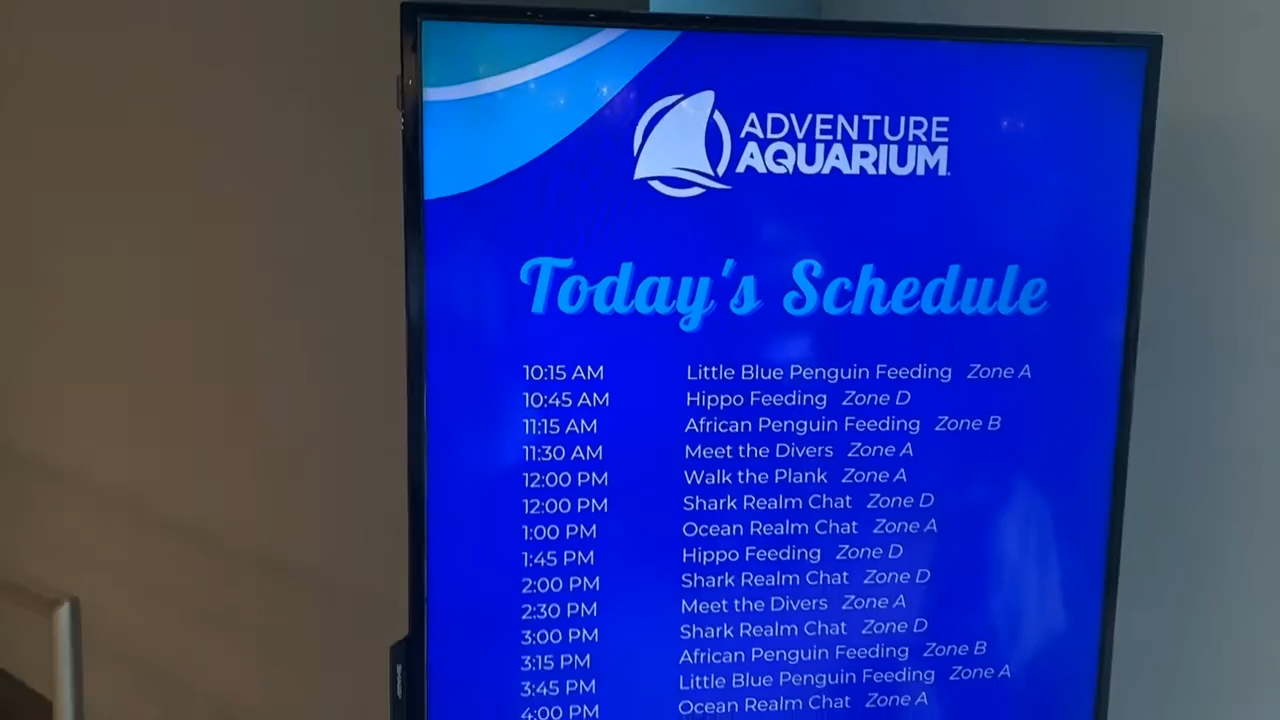 ADVENTURE
AQUARIUM
Today's Schedule
10:15 AM Little Blue Penguin Feeding Zone A
10:45 AM Hippo Feeding Zone D
11:15 AM African Penguin Feeding Zone B
11:30 AM Meet the Divers Zone A
12:00 PM Walk the Plank Zone A
12:00 PM Shark Realm Chat Zone D
1:00 PM Ocean Realm Chat Zone A
1:45 PM Hippo Feeding Zone D
2:00 PM Shark Realm Chat Zone D
2:30 PM Meet the Divers Zone A
3:00 PM Shark Realm Chat Zone D
3:15 PM African Penguin Feeding Zone B
3:45 PM Little Blue Penguin Feeding Zone A
4:00 PM Ocean Realm Chat Zone A